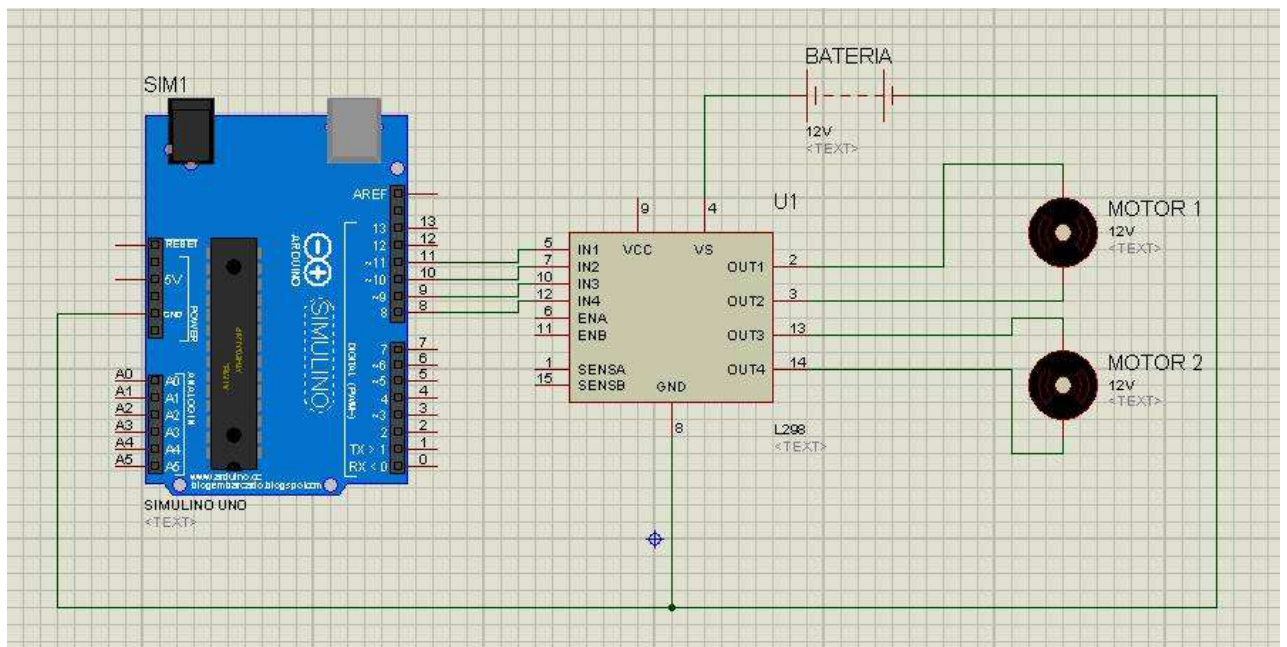 SIM1
AREF
13
12
~11
~10
~9
8
13
12
11
10
9
8
7
~6
~5
4
~3
2
TX > 1
RX < 0
7
6
5
4
3
2
1
0
RESET
5V
GND
POWER
A0
A1
A2
A3
A4
A5
A0
A1
A2
A3
A4
A5
ANALOG IN
ARDUINO
SIMULINO
DIGITAL (PWM~)
www.arduino.cc
blogembarcado.blogspot.com
SIMULINO UNO
<TEXT>
BATERIA
12V
<TEXT>
U1
9
4
VCC
VS
5
7
10
12
6
11
1
15
IN1
IN2
IN3
IN4
ENA
ENB
SENSA
SENSB
GND
8
OUT1
OUT2
OUT3
OUT4
2
3
13
14
L298
<TEXT>
MOTOR 1
12V
<TEXT>
MOTOR 2
12V
<TEXT>